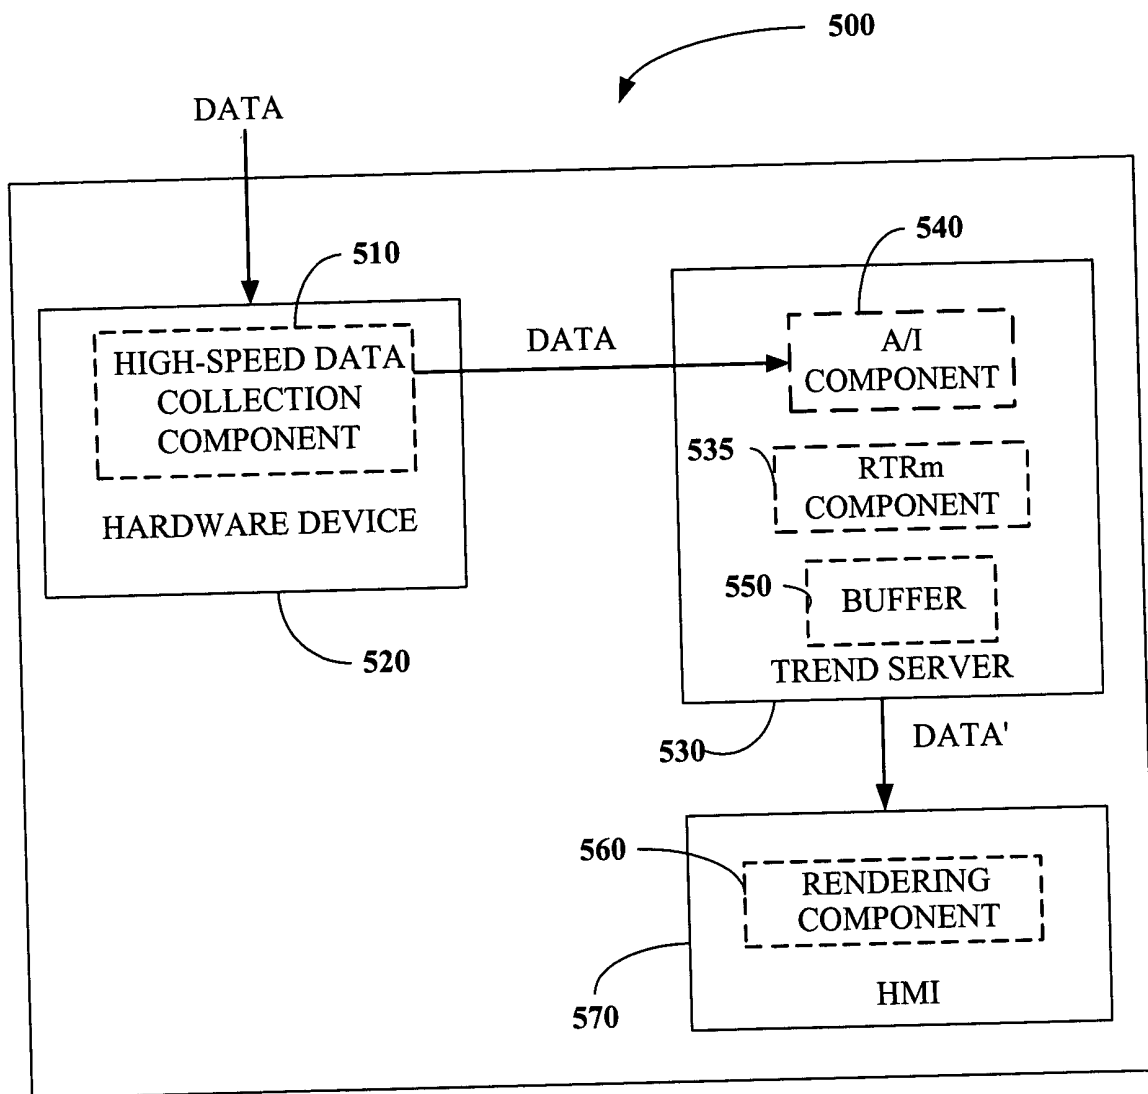 500
DATA
510
HIGH-SPEED DATA
COLLECTION
COMPONENT
HARDWARE DEVICE
520
DATA
540
A/I
COMPONENT
535
RTRm
COMPONENT
550
BUFFER
TREND SERVER
530
DATA'
560
RENDERING
COMPONENT
HMI
570